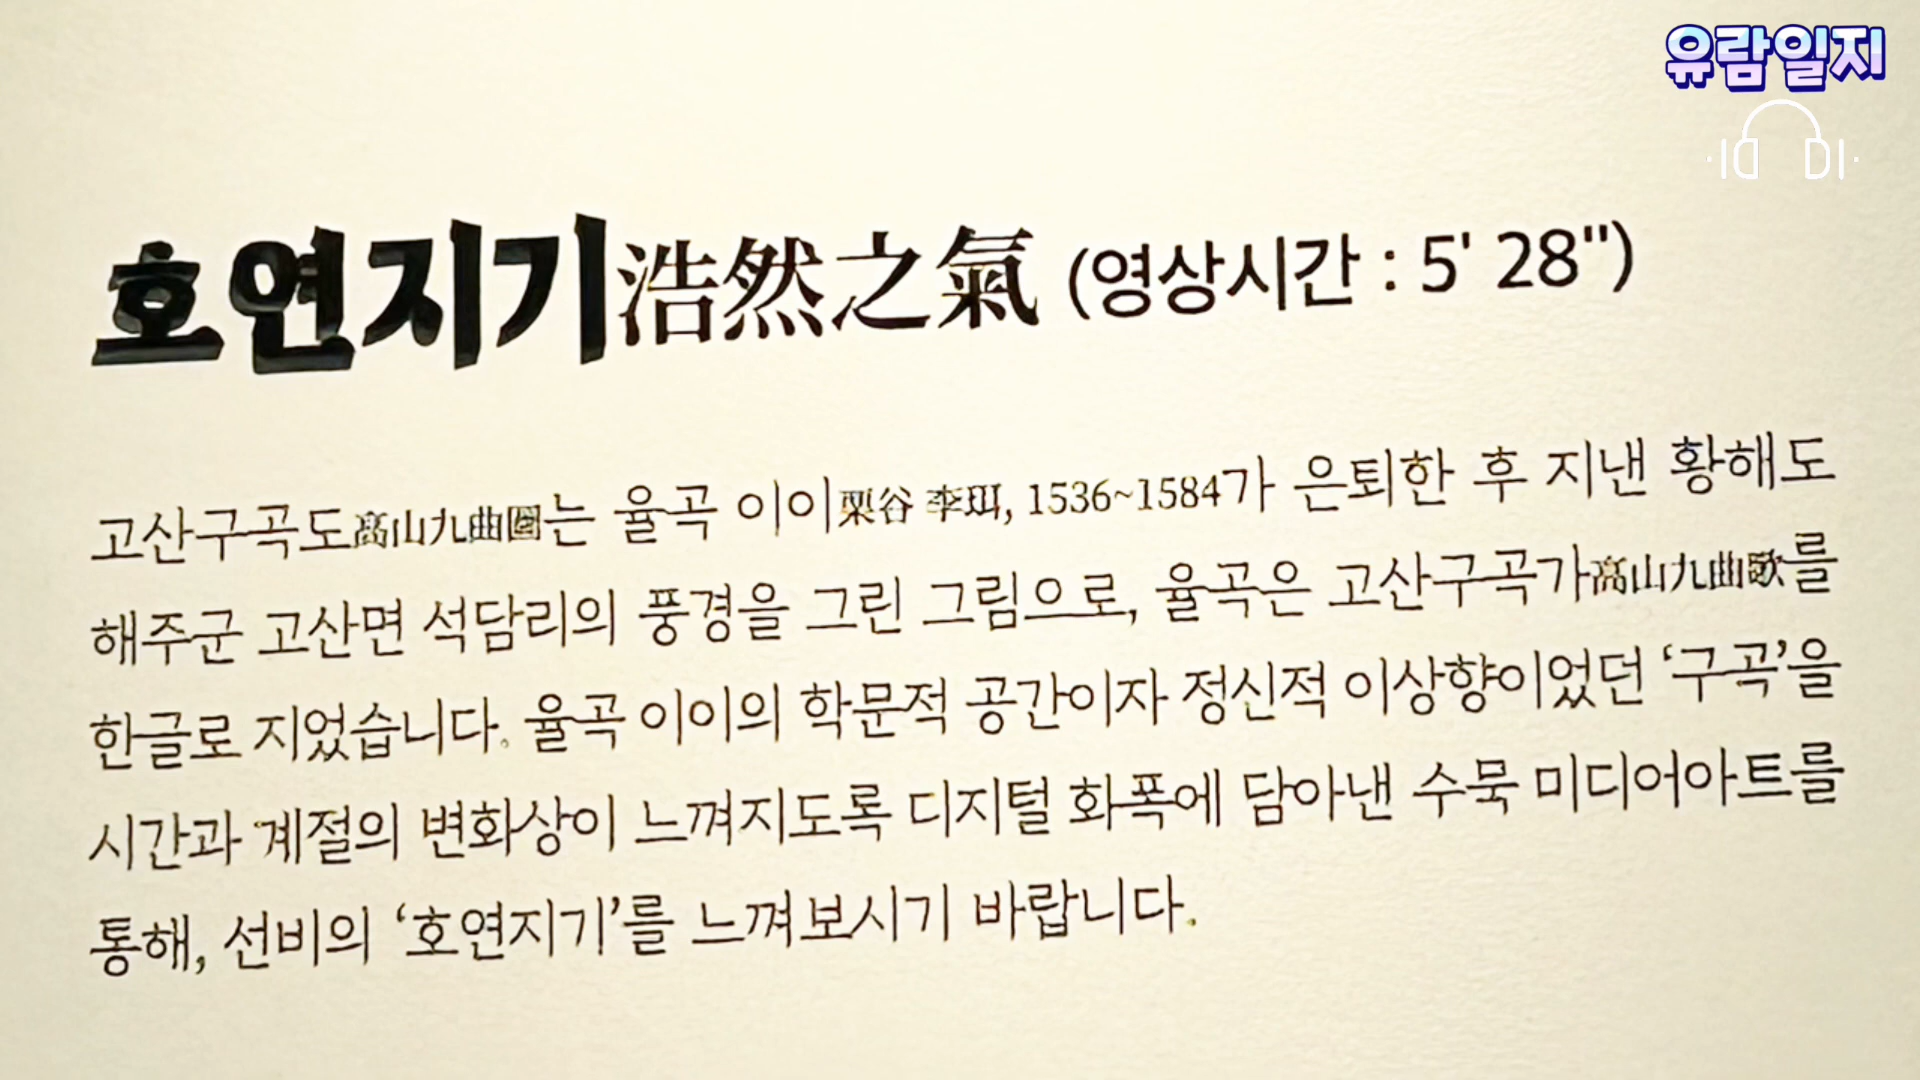 유람일지
호연지기浩然之氣 (영상시간 : 5' 28")
고산구곡도高山九曲圖는 율곡 이이栗谷 李珥, 1536~1584가 은퇴한 후 지낸 황해도
해주군 고산면 석담리의 풍경을 그린 그림으로, 율곡은 고산구곡가高山九曲歌를
한글로 지었습니다. 율곡 이이의 학문적 공간이자 정신적 이상향이었던 ‘구곡’을
시간과 계절의 변화상이 느껴지도록 디지털 화폭에 담아낸 수묵 미디어아트를
통해, 선비의 ‘호연지기’를 느껴보시기 바랍니다.